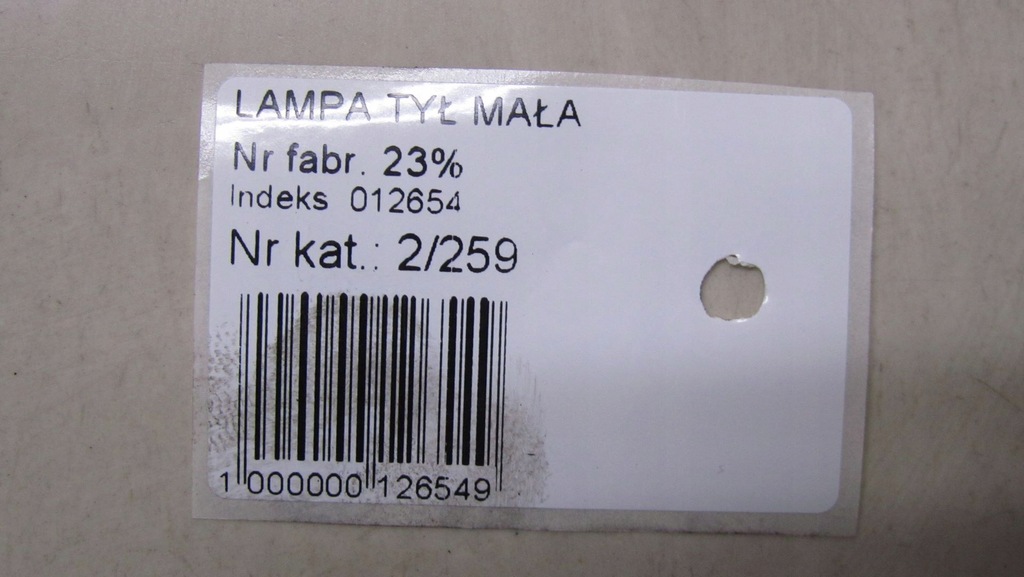 LAMPA TYŁ MAŁA
Nr fabr. 23%
Indeks 012654
Nr kat.: 2/259
1 000000 126549